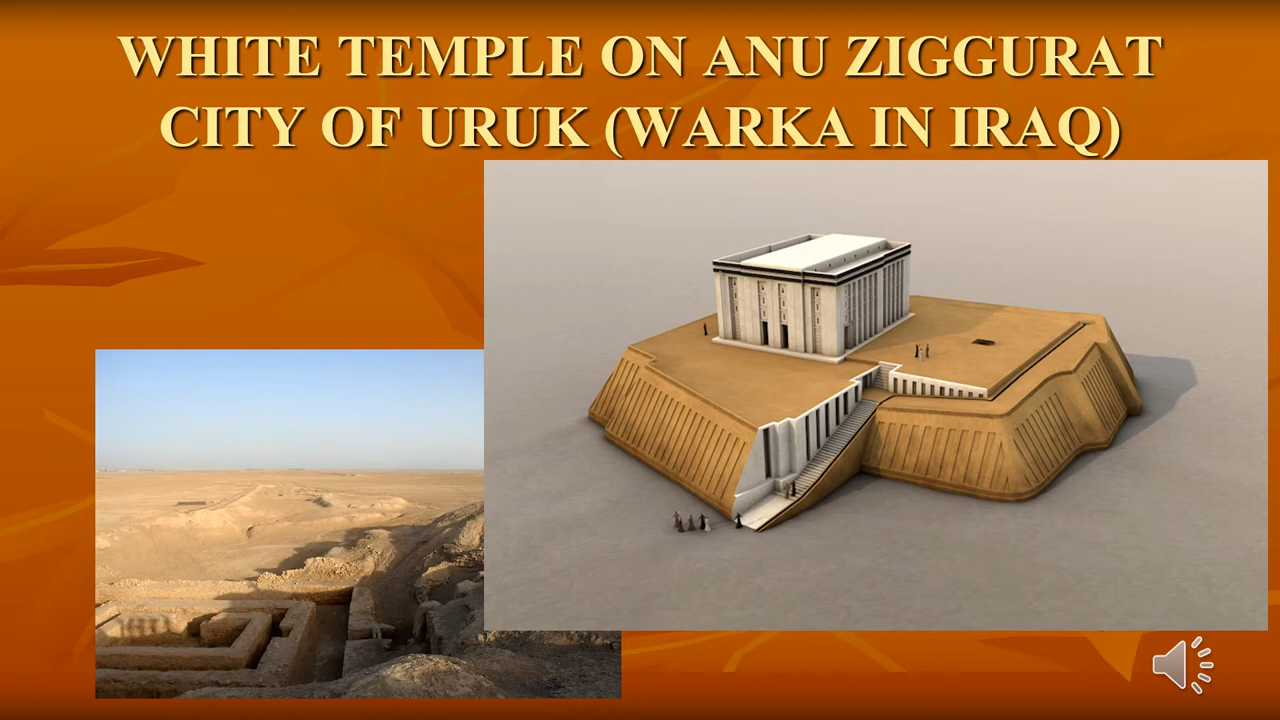 WHITE TEMPLE ON ANU ZIGGURAT
CITY OF URUK (WARKA IN IRAQ)